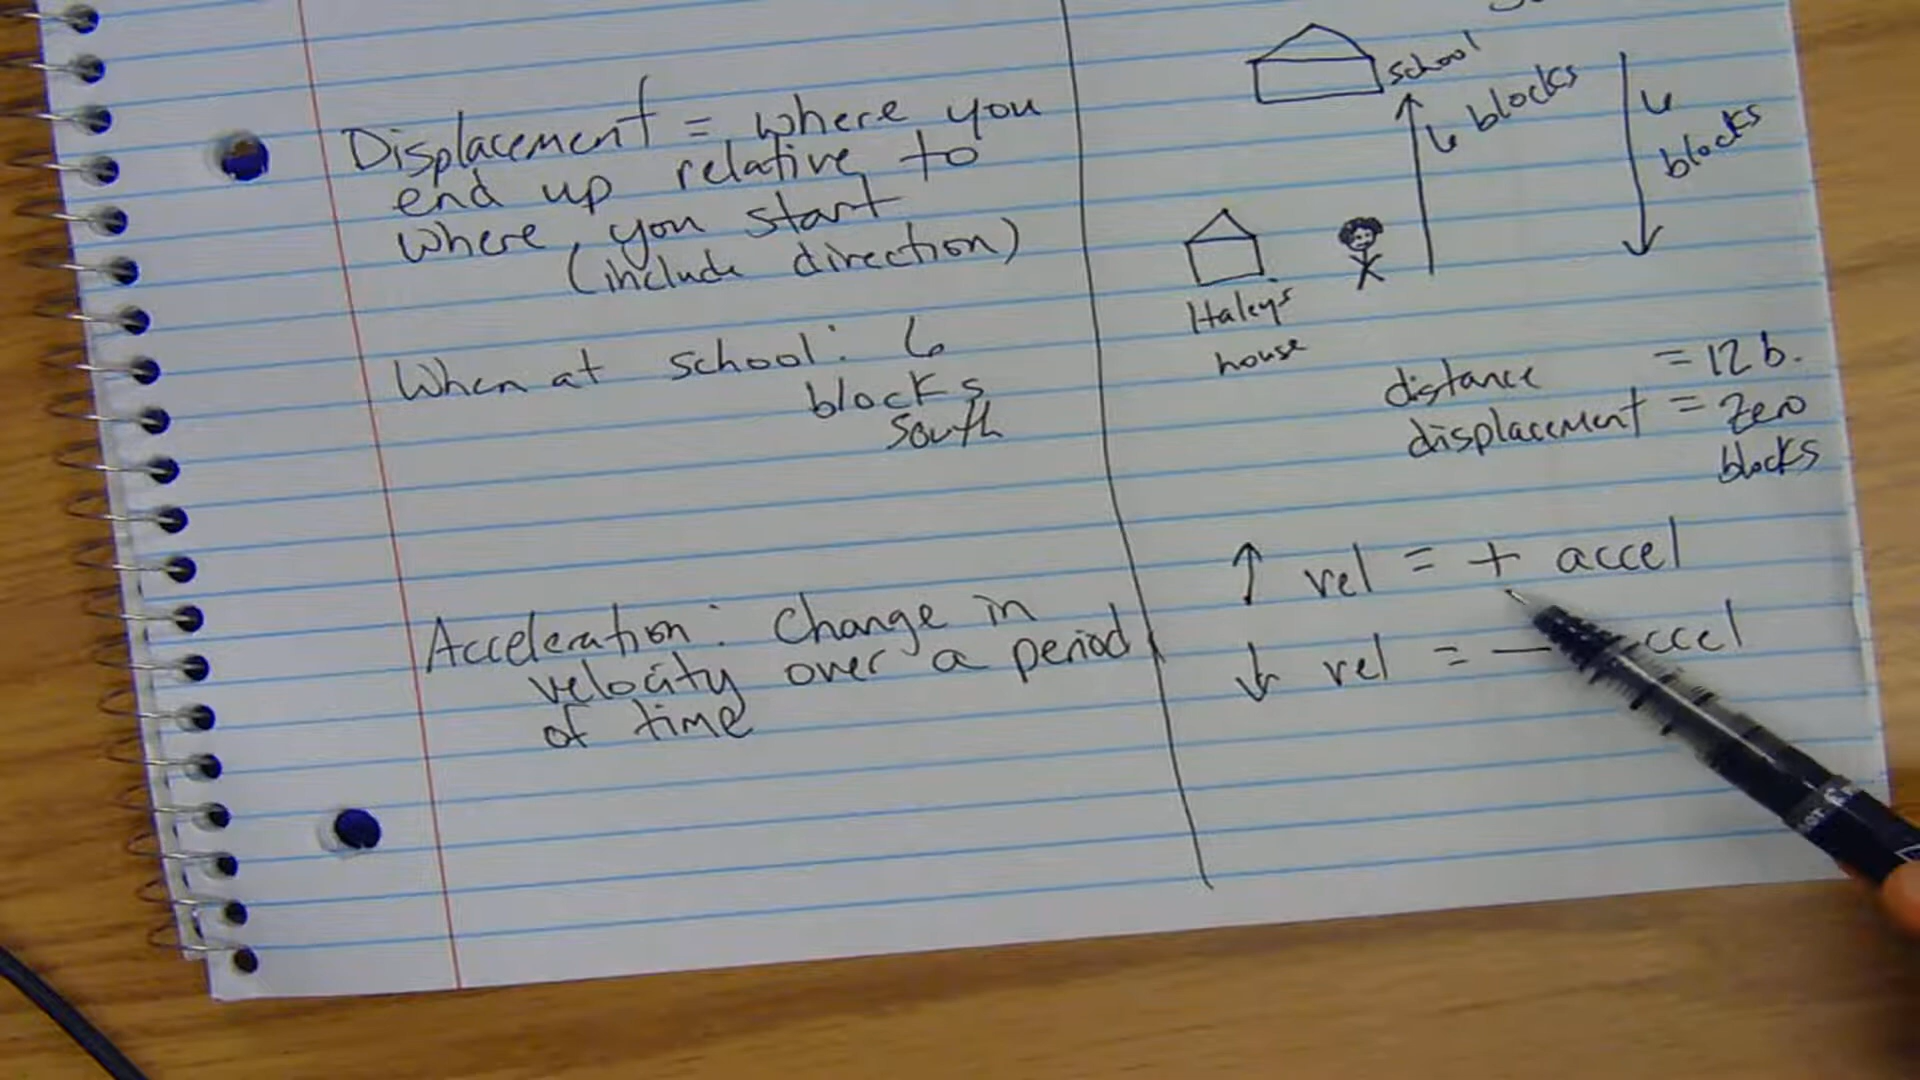 Displacement = where you
end up relative to
where you start
(include direction)
When at school: 6
blocks
south
Acceleration: Change in
velocity over a period
of time
school
6 blocks
6
blocks
Haley's
house
distance = 12 b.
displacement = zero
blocks
↑ vel = + accel
↓ vel = — accel